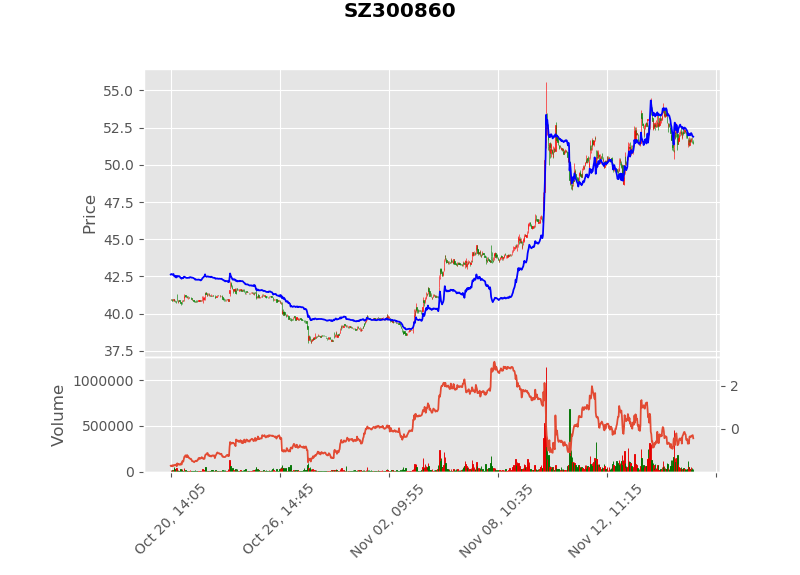 SZ300860
55.0
52.5
50.0
47.5
45.0
42.5
40.0
37.5
Price
1000000
500000
0
Volume
2
0
Oct 20, 14:05
Oct 26, 14:45
Nov 02, 09:55
Nov 08, 10:35
Nov 12, 11:15